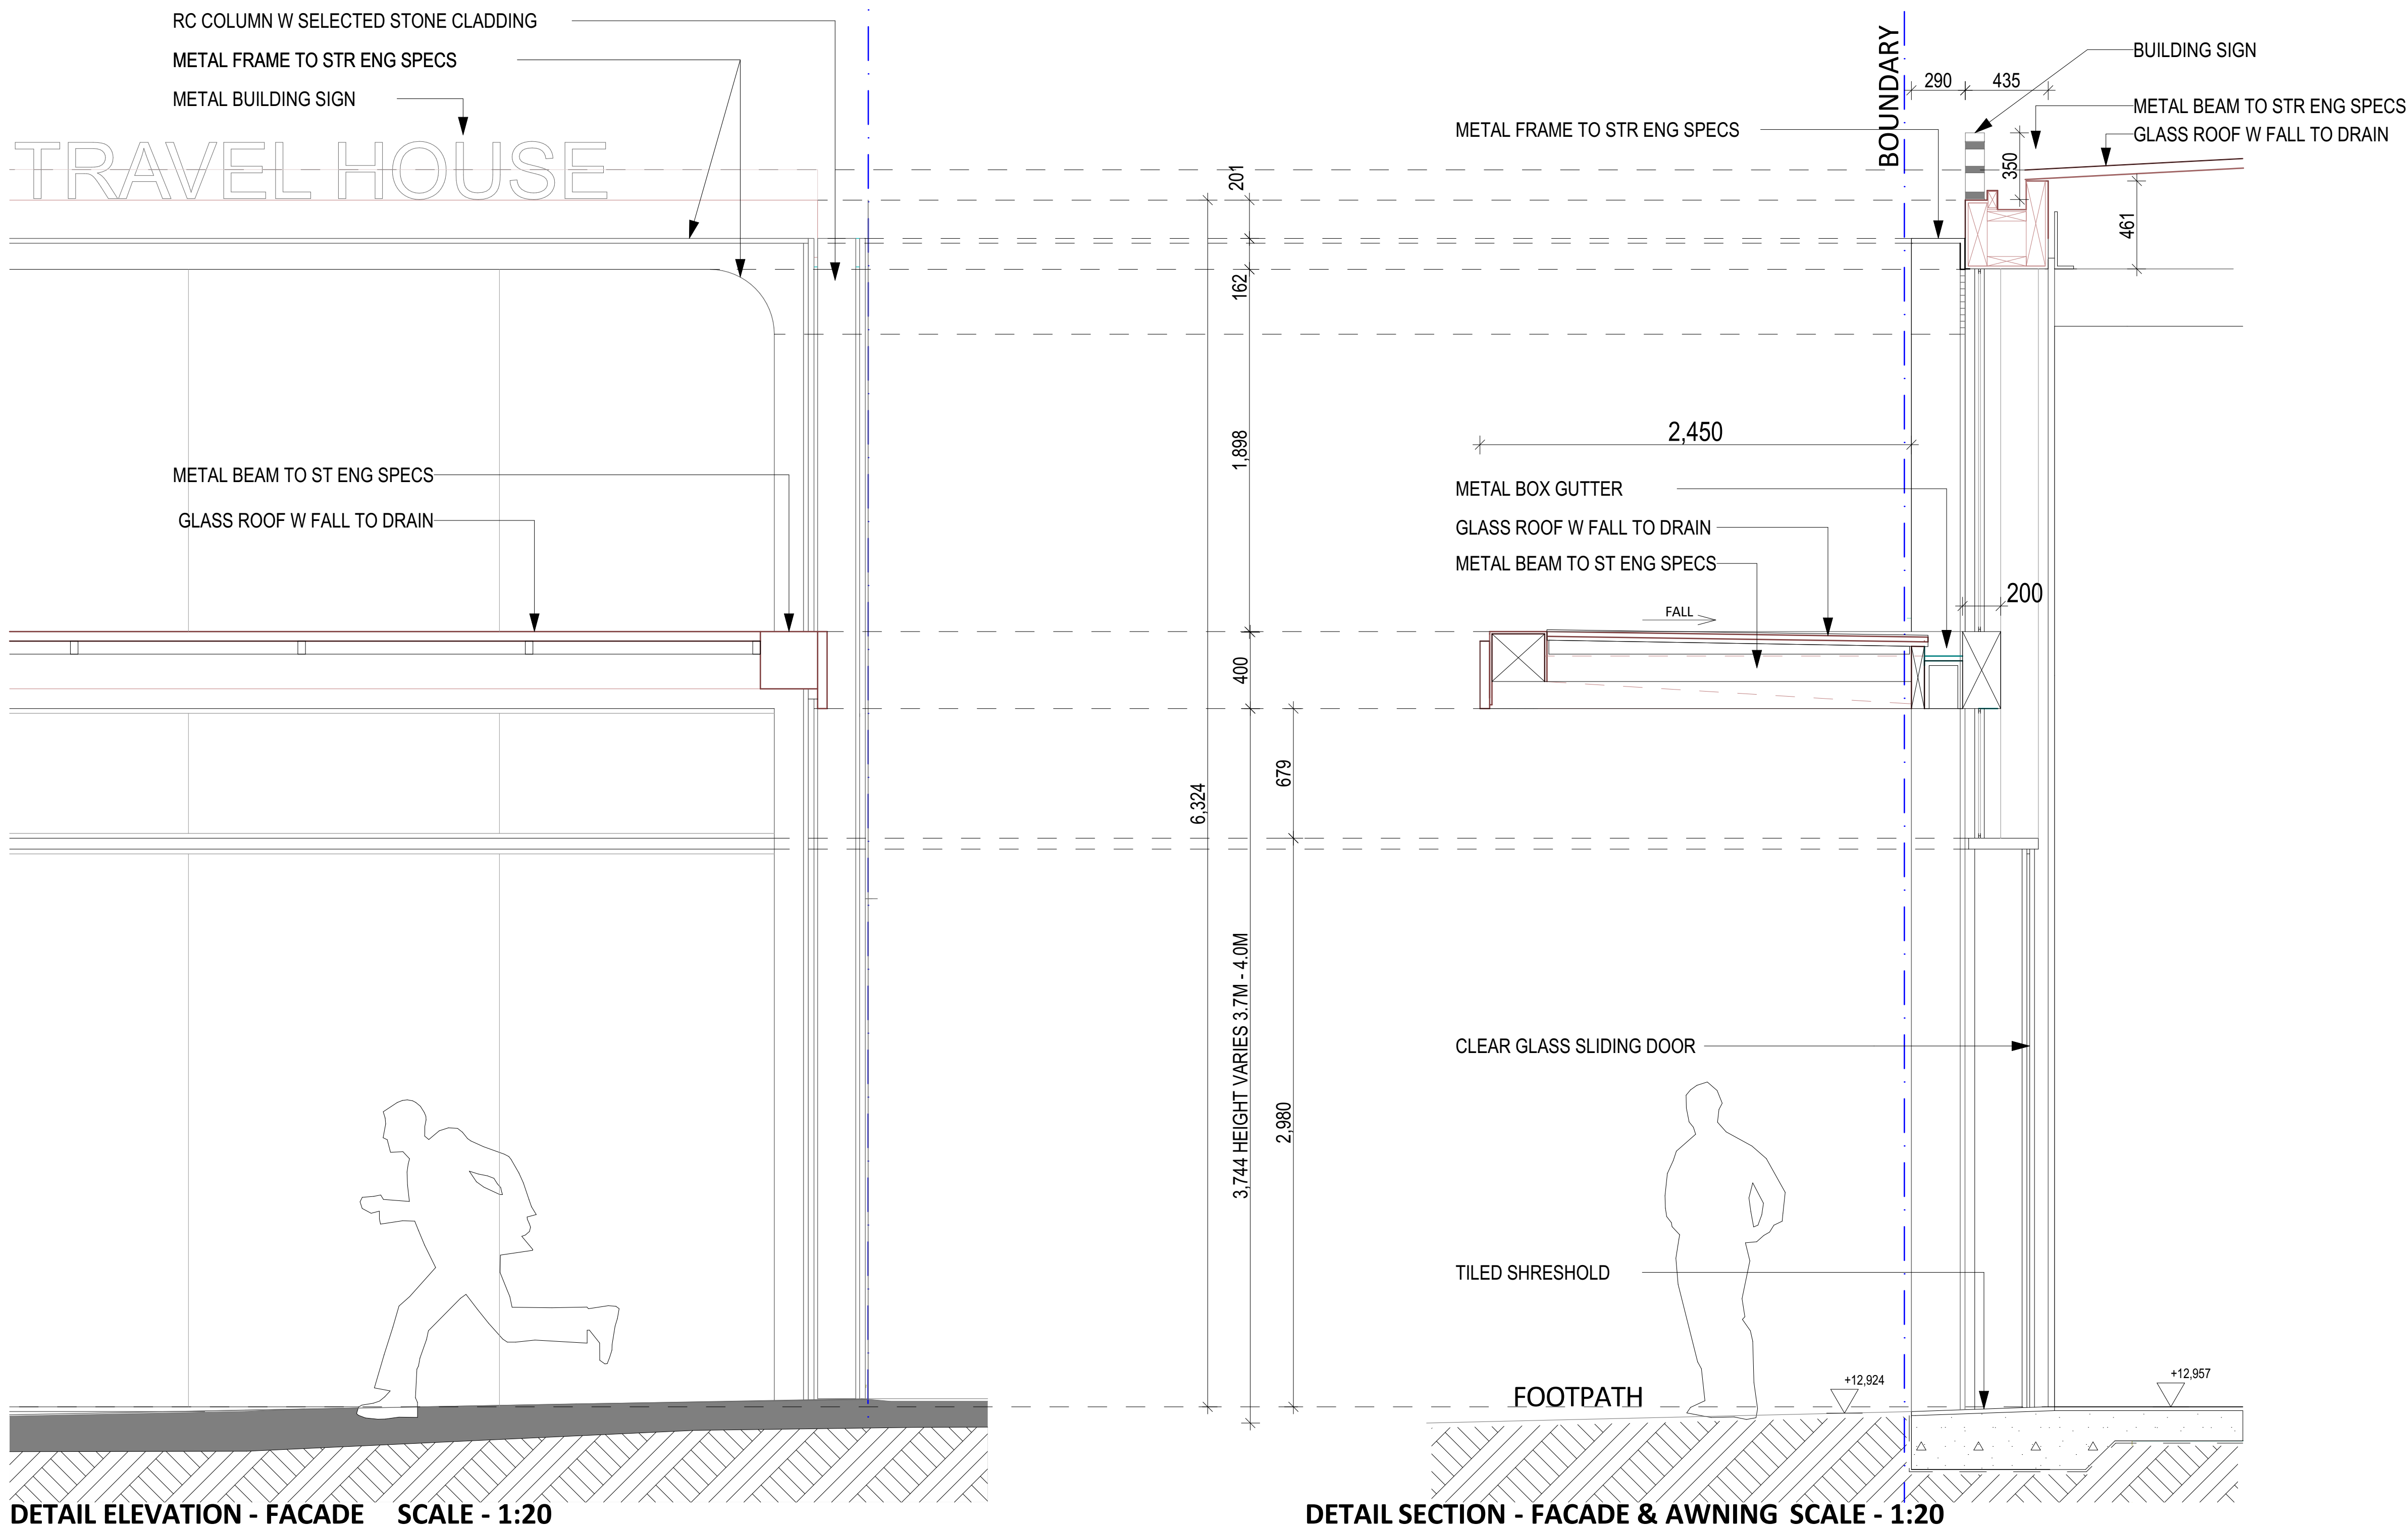 RC COLUMN W SELECTED STONE CLADDING
METAL FRAME TO STR ENG SPECS
METAL BUILDING SIGN
TRAVEL HOUSE
METAL BEAM TO ST ENG SPECS
GLASS ROOF W FALL TO DRAIN
201
162
1,898
400
679
6,324
3,744 HEIGHT VARIES 3.7M - 4.0M
2,980
BOUNDARY
290
435
BUILDING SIGN
METAL BEAM TO STR ENG SPECS
GLASS ROOF W FALL TO DRAIN
METAL FRAME TO STR ENG SPECS
350
461
2,450
METAL BOX GUTTER
GLASS ROOF W FALL TO DRAIN
METAL BEAM TO ST ENG SPECS
200
FALL
CLEAR GLASS SLIDING DOOR
TILED SHRESHOLD
FOOTPATH
+12,924
+12,957
DETAIL ELEVATION - FACADE SCALE - 1:20
DETAIL SECTION - FACADE & AWNING SCALE - 1:20